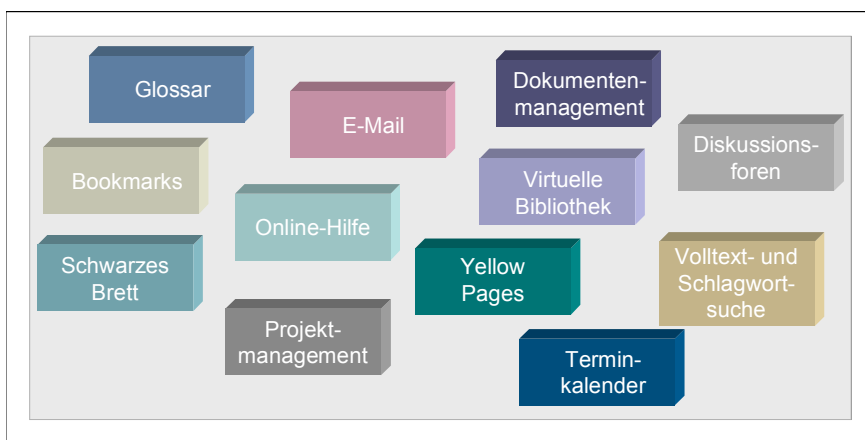 Glossar
E-Mail
Dokumenten-
management
Diskussions-
foren
Bookmarks
Virtuelle
Bibliothek
Online-Hilfe
Schwarzes
Brett
Yellow
Pages
Volltext- und
Schlagwort-
suche
Projekt-
management
Termin-
kalender